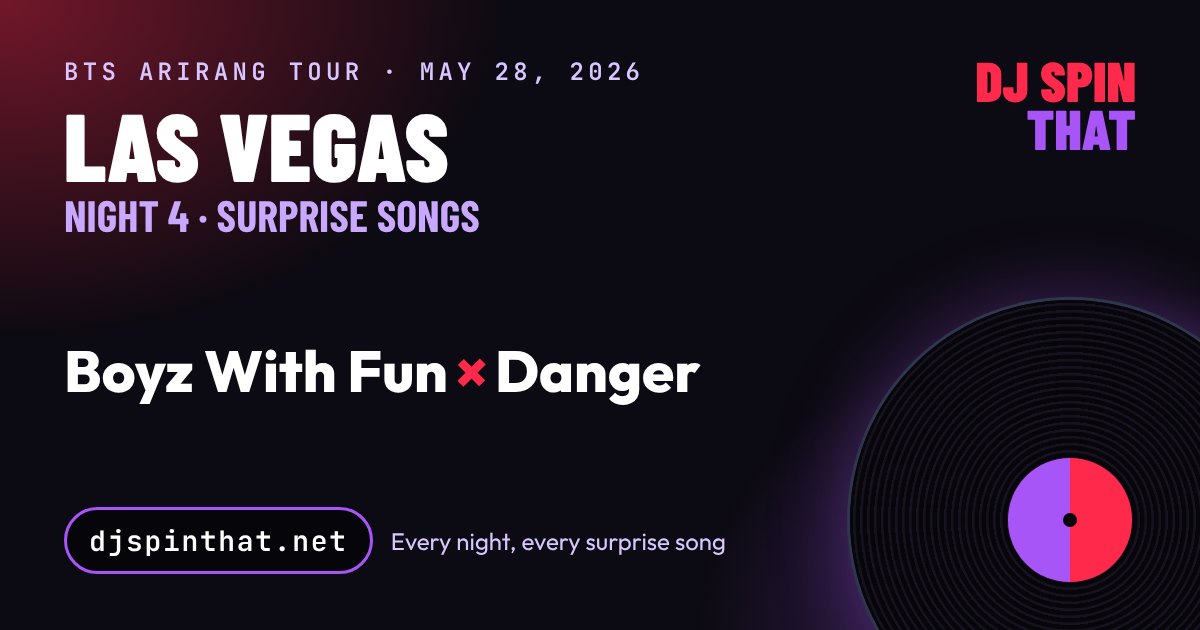 BTS ARIRANG TOUR · MAY 28, 2026
LAS VEGAS
NIGHT 4 · SURPRISE SONGS
DJ SPIN
THAT
Boyz With Fun × Danger
djspinthat.net
Every night, every surprise song